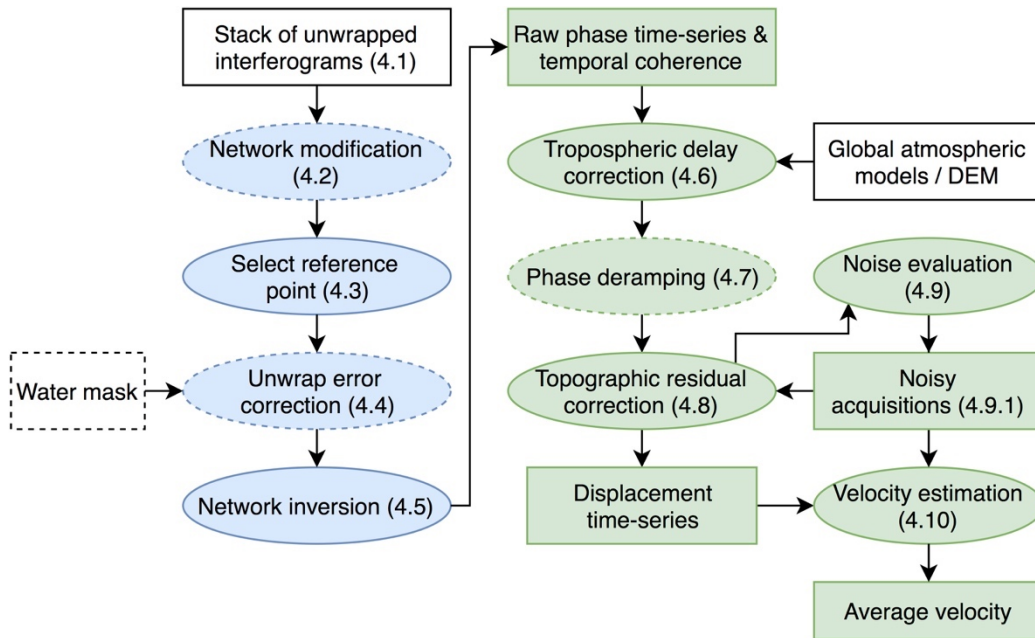 Stack of unwrapped
interferograms (4.1)
Network modification
(4.2)
Select reference
point (4.3)
Water mask
Unwrap error
correction (4.4)
Network inversion (4.5)
Raw phase time-series &
temporal coherence
Tropospheric delay
correction (4.6)
Global atmospheric
models / DEM
Phase deramping (4.7)
Noise evaluation
(4.9)
Topographic residual
correction (4.8)
Noisy
acquisitions (4.9.1)
Displacement
time-series
Velocity estimation
(4.10)
Average velocity